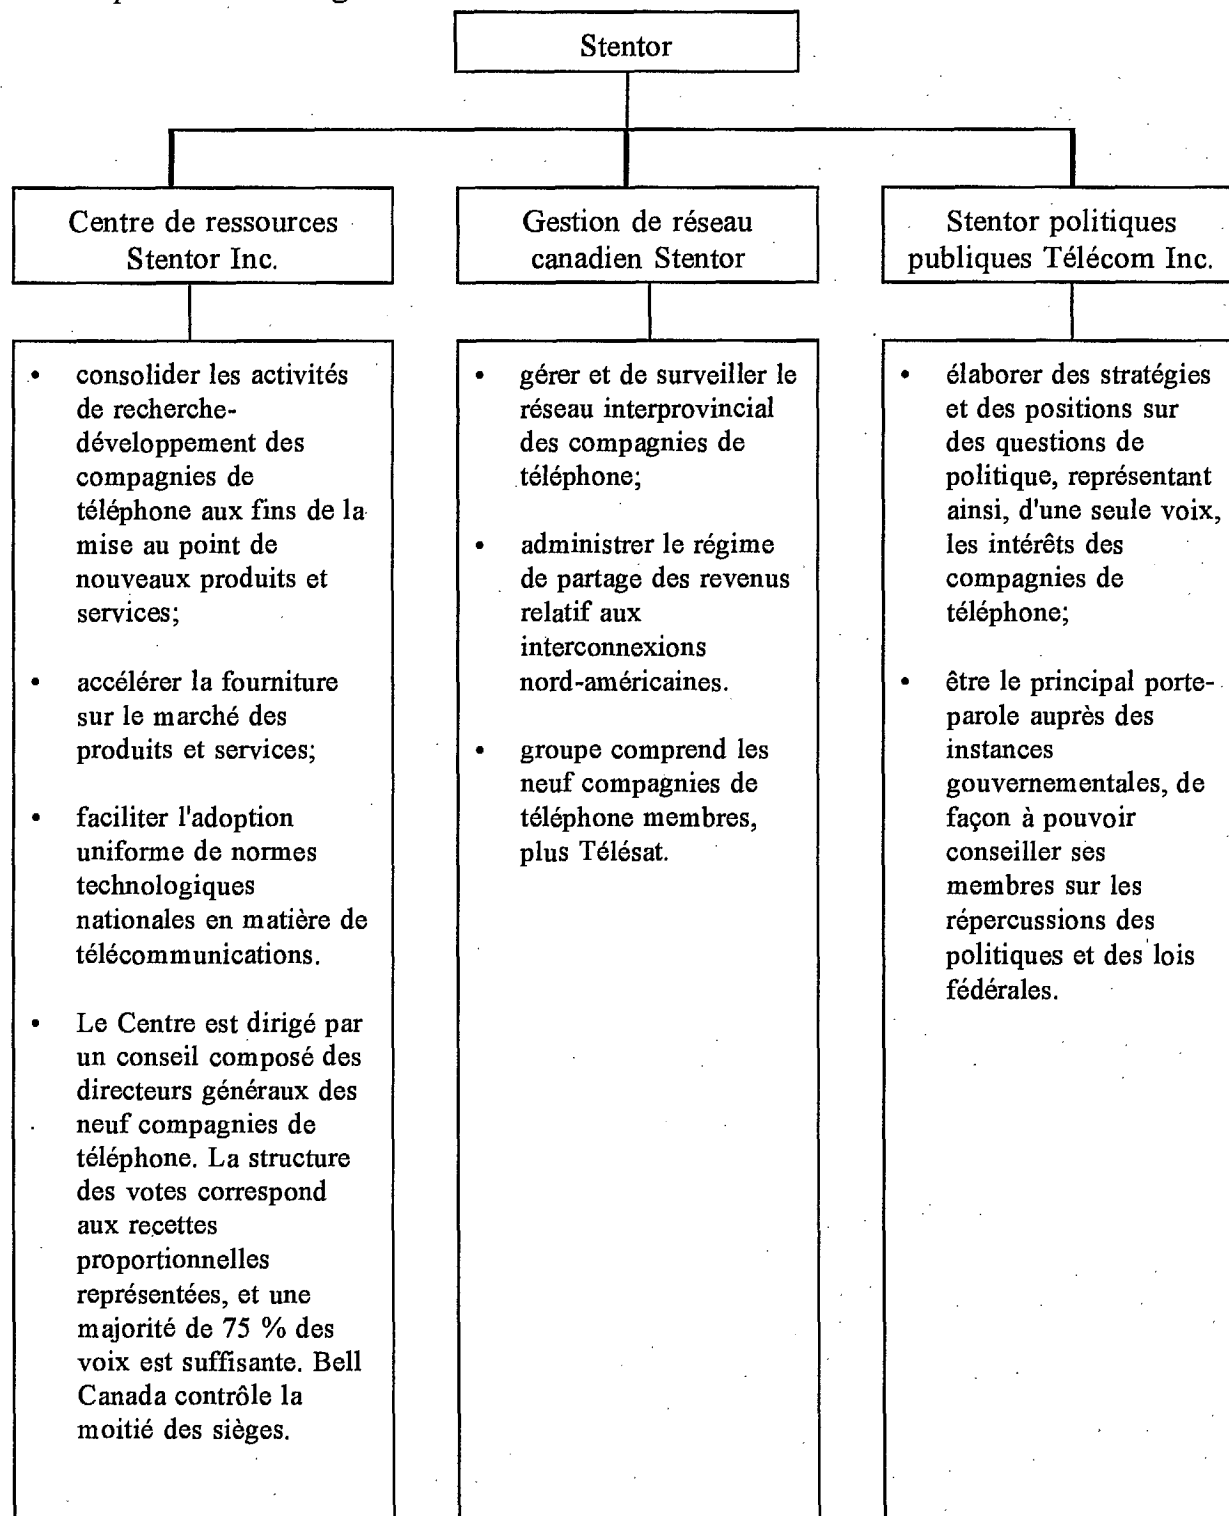 Stentor
Centre de ressources
Stentor Inc.
Gestion de réseau
canadien Stentor
Stentor politiques
publiques Télécom Inc.
• consolider les activités
de recherche-
développement des
compagnies de
téléphone aux fins de la
mise au point de
nouveaux produits et
services;
• accélérer la fourniture
sur le marché des
produits et services;
• faciliter l'adoption
uniforme de normes
technologiques
nationales en matière de
télécommunications.
• Le Centre est dirigé par
un conseil composé des
directeurs généraux des
neuf compagnies de
téléphone. La structure
des votes correspond
aux recettes
proportionnelles
représentées, et une
majorité de 75 % des
voix est suffisante. Bell
Canada contrôle la
moitié des sièges.
• gérer et de surveiller le
réseau interprovincial
des compagnies de
téléphone;
• administrer le régime
de partage des revenus
relatif aux
interconnexions
nord-américaines.
• groupe comprend les
neuf compagnies de
téléphone membres,
plus Télésat.
• élaborer des stratégies
et des positions sur
des questions de
politique, représentant
ainsi, d'une seule voix,
les intérêts des
compagnies de
téléphone;
• être le principal porte-
parole auprès des
instances
gouvernementales, de
façon à pouvoir
conseiller ses
membres sur les
répercussions des
politiques et des lois
fédérales.